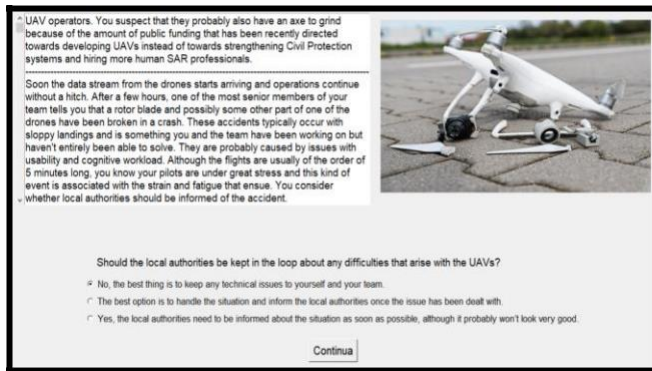 UAV operators. You suspect that they probably also have an axe to grind
because of the amount of public funding that has been recently directed
towards developing UAVs instead of towards strengthening Civil Protection
systems and hiring more human SAR professionals.
Soon the data stream from the drones starts arriving and operations continue
without a hitch. After a few hours, one of the most senior members of your
team tells you that a rotor blade and possibly some other part of one of the
drones have been broken in a crash. These accidents typically occur with
sloppy landings and is something you and the team have been working on but
haven't entirely been able to solve. They are probably caused by issues with
usability and cognitive workload. Although the flights are usually of the order of
5 minutes long, you know your pilots are under great stress and this kind of
event is associated with the strain and fatigue that ensue. You consider
whether local authorities should be informed of the accident.
Should the local authorities be kept in the loop about any difficulties that arise with the UAVs?
No, the best thing is to keep any technical issues to yourself and your team.
The best option is to handle the situation and inform the local authorities once the issue has been dealt with.
Yes, the local authorities need to be informed about the situation as soon as possible, although it probably won't look very good.
Continua